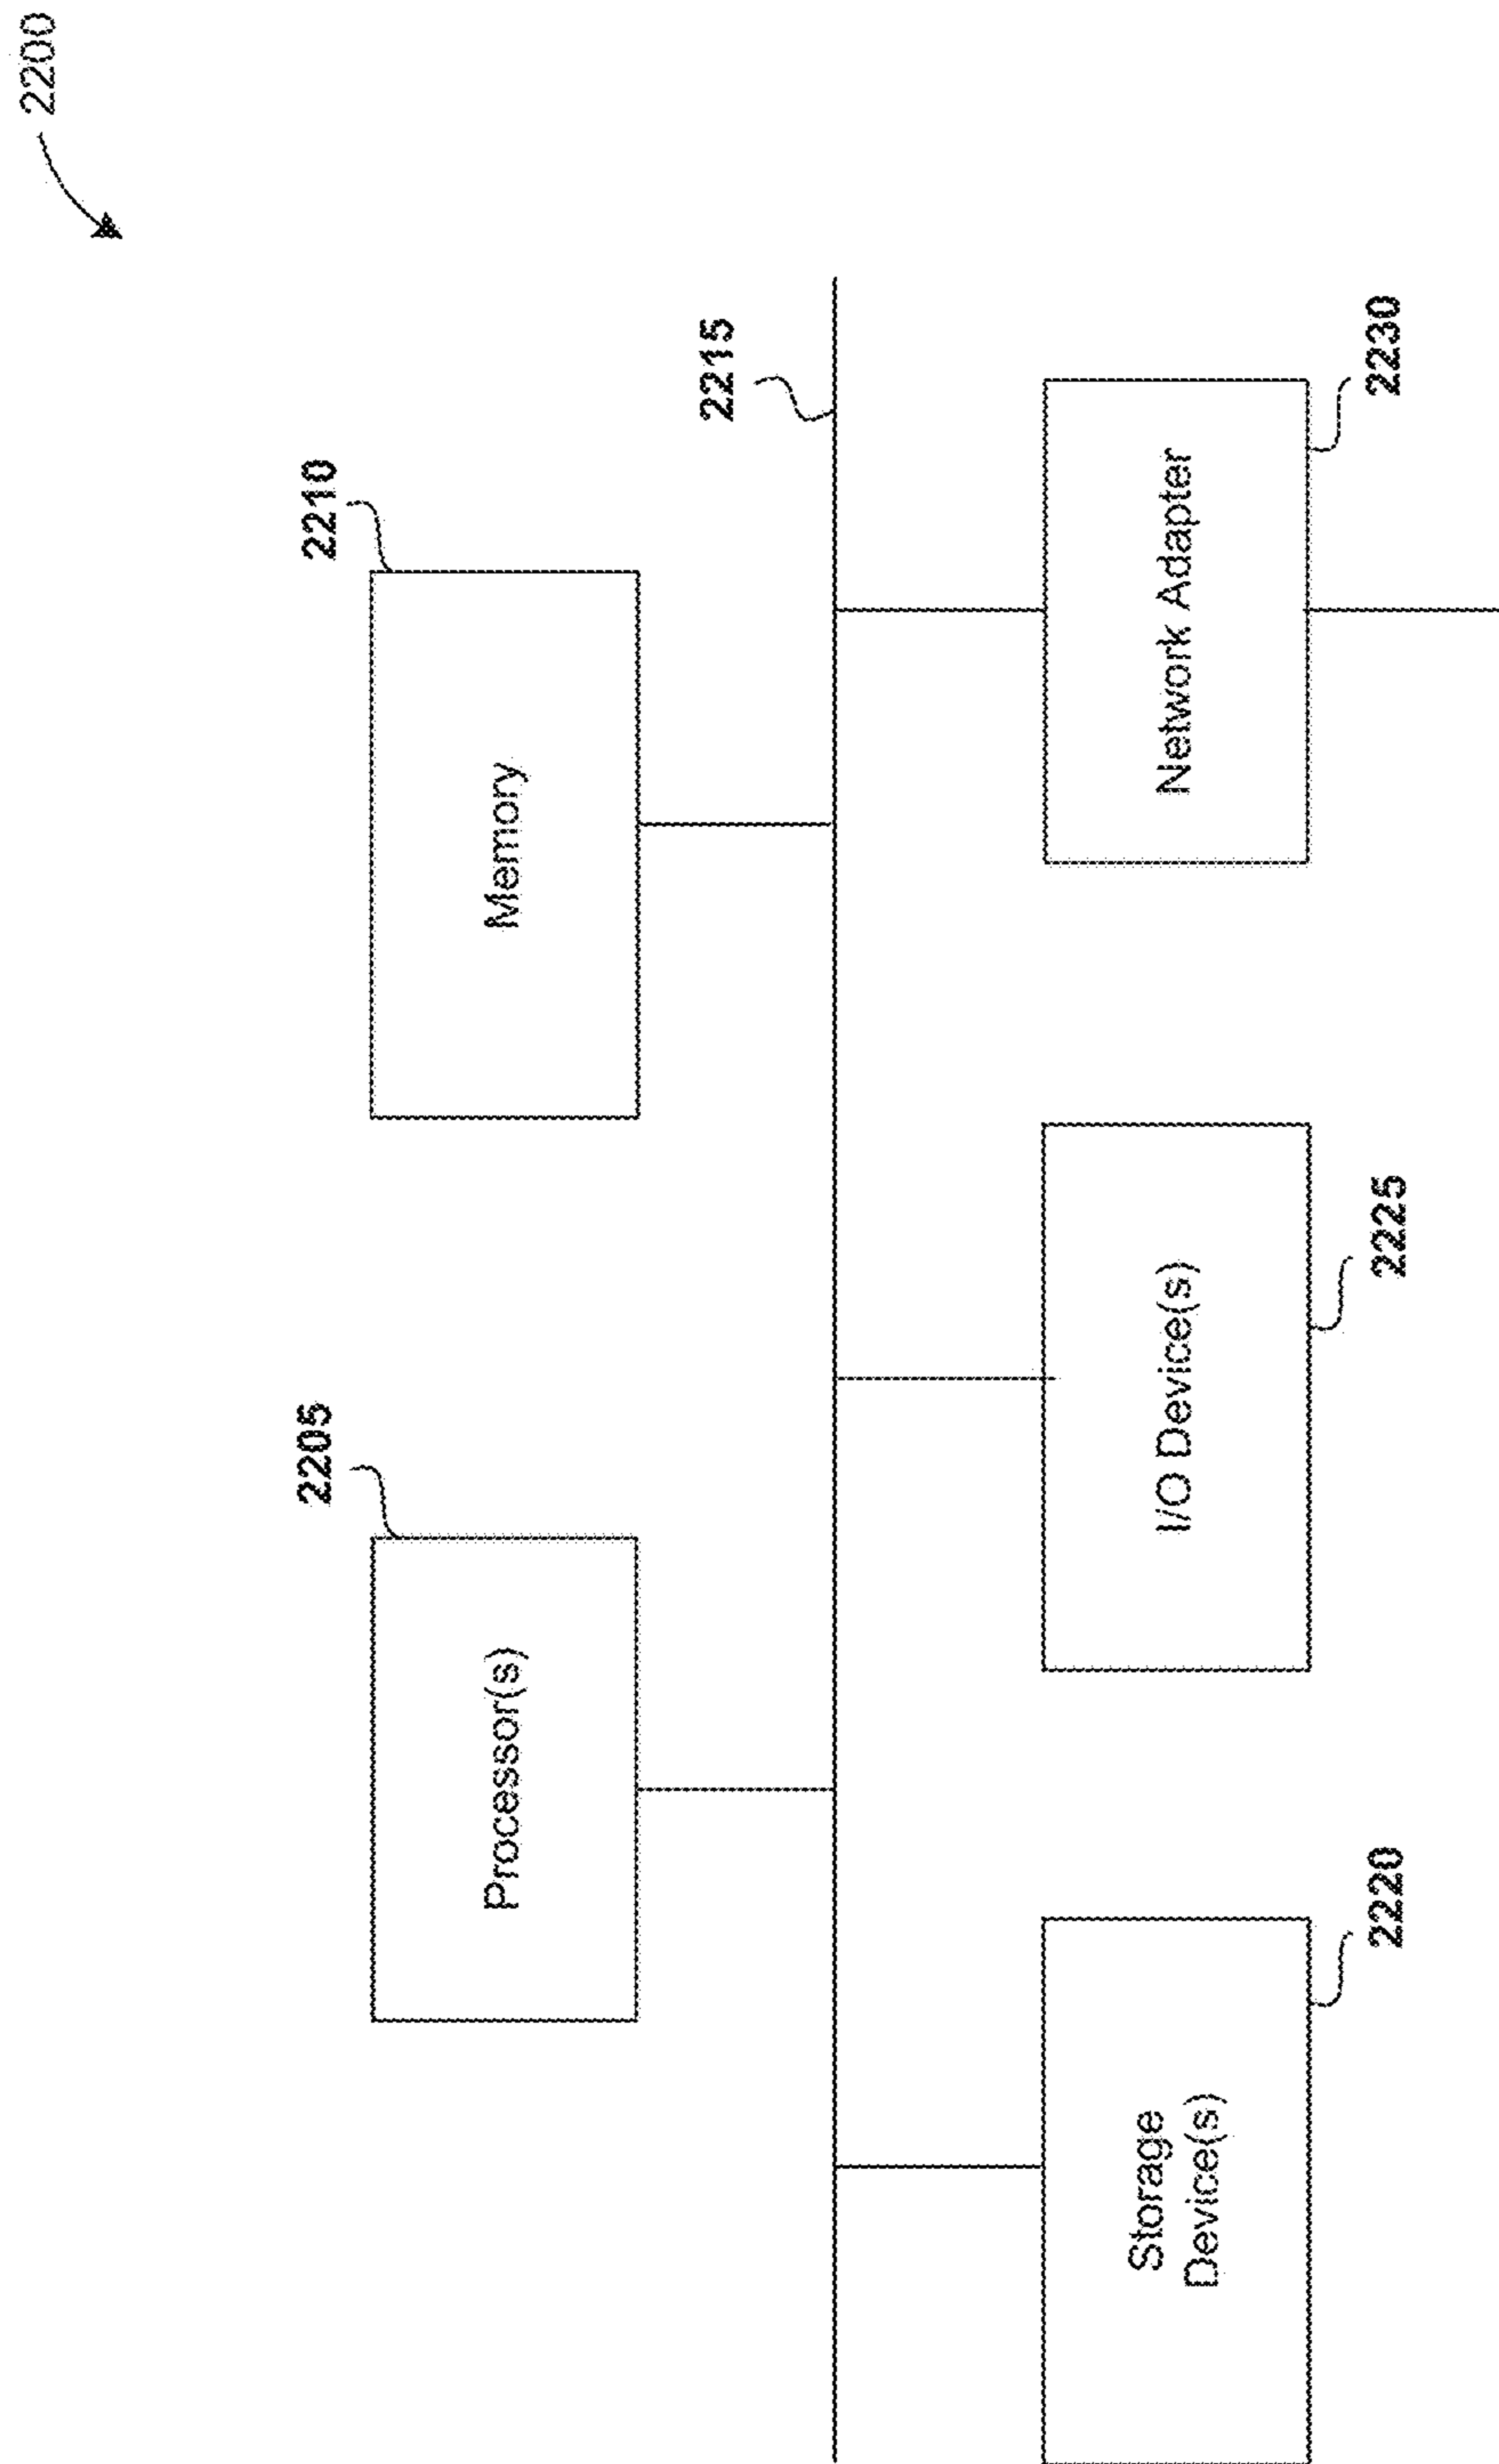 2200
2205
2210
Processor(s)
Memory
2215
Storage
Device(s)
I/O Device(s)
Network Adapter
2220
2225
2230